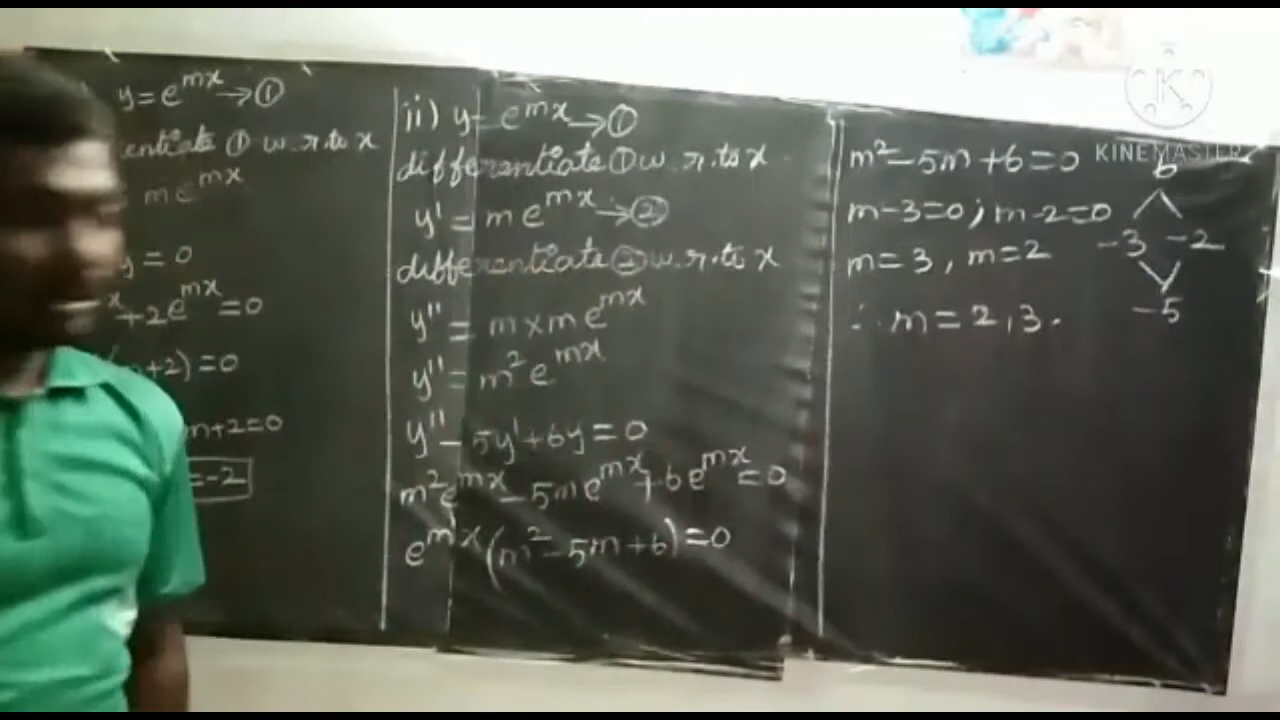 y = e^{mx} → ①
entiate ① w.r.to x
me^{mx}
y = 0
+2e^{mx} = 0
+2) = 0
m+2=0
=-2
ii) y = e^{mx} → ①
differentiate ① w.r.to x
y' = me^{mx} → ②
differentiate ② w.r.to x
y'' = m×me^{mx}
y'' = m²e^{mx}
y'' - 5y' + 6y = 0
m²e^{mx} - 5me^{mx} + 6e^{mx} = 0
e^{mx}(m² - 5m + 6) = 0
m² - 5m + 6 = 0
m-3=0; m-2=0
m=3, m=2
∴ m = 2,3.
6
-3 -2
-5
K
KINEMASTER